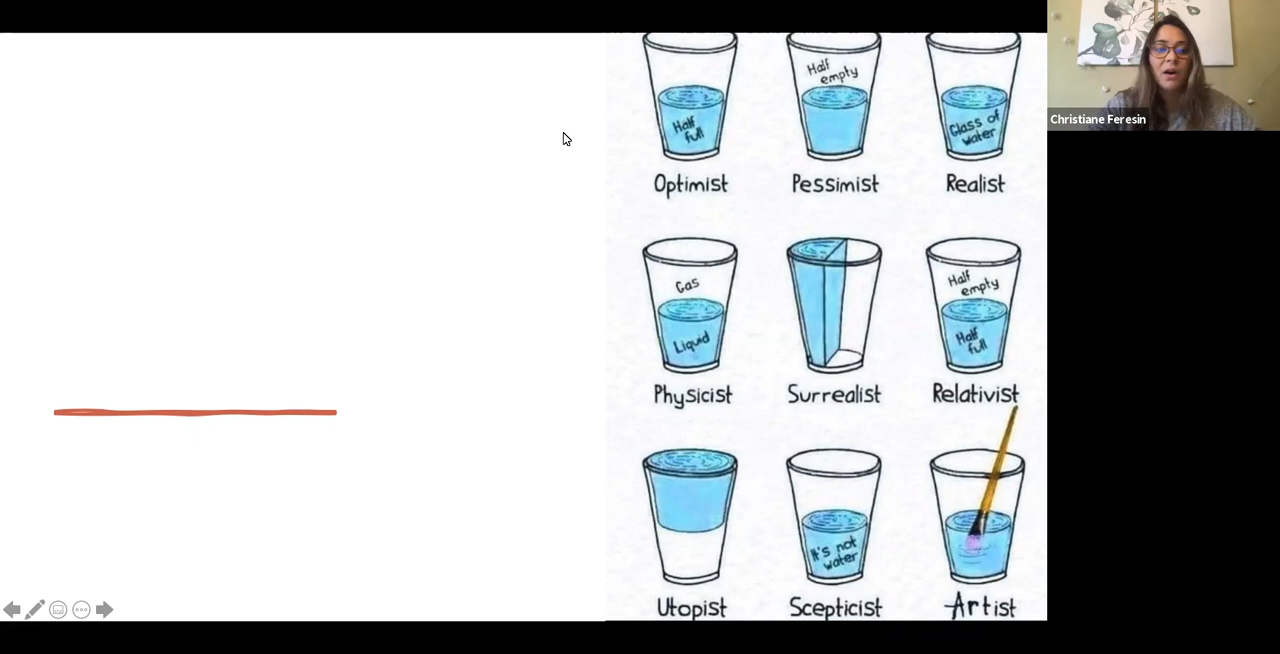 Half
full
Half
empty
Glass of
water
Optimist
Pessimist
Realist
Gas
Liquid
Half
empty
Half
full
Physicist
Surrealist
Relativist
It's not
water
Utopist
Scepticist
Artist
Christiane Feresin